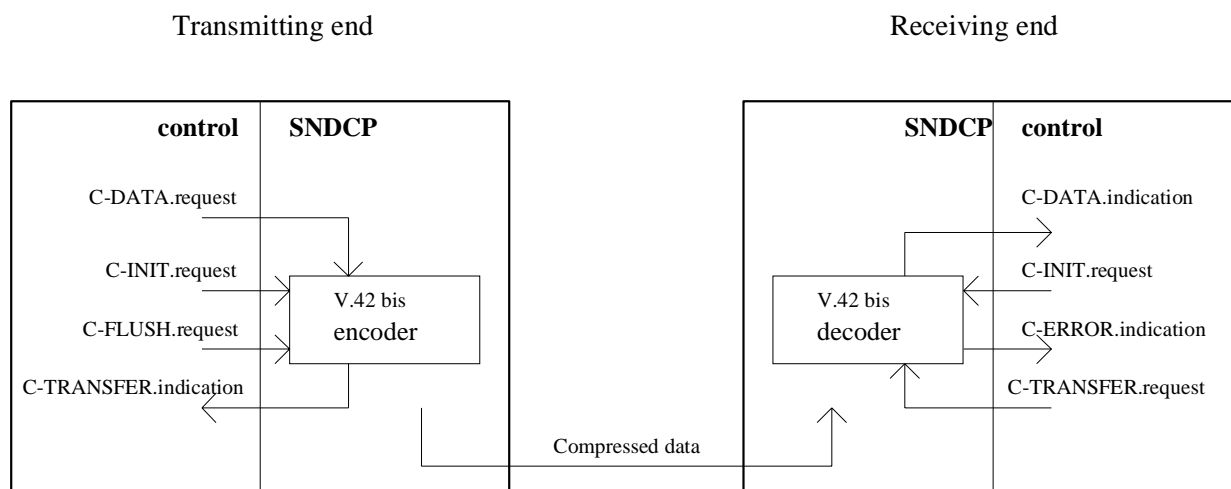 Transmitting end
Receiving end
control
SNDCP
SNDCP
control
C-DATA.request
C-INIT.request
C-FLUSH.request
C-TRANSFER.indication
V.42 bis
encoder
V.42 bis
decoder
C-DATA.indication
C-INIT.request
C-ERROR.indication
C-TRANSFER.request
Compressed data